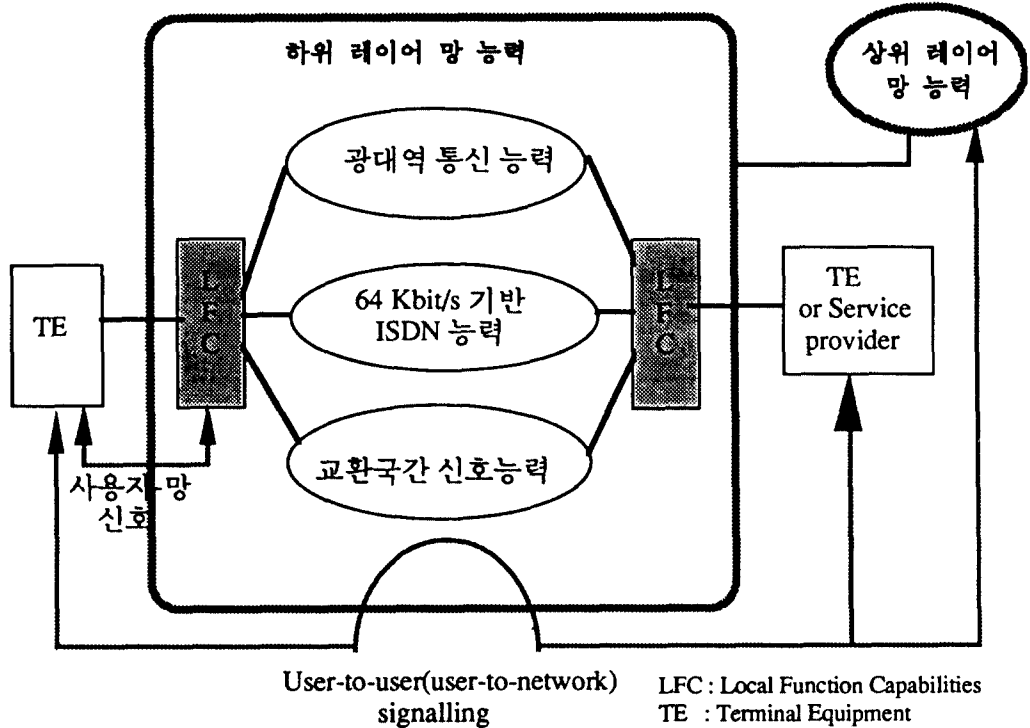 하위 레이어 망 능력
상위 레이어
망 능력
광대역 통신 능력
TE
L
F
C
64 Kbit/s 기반
ISDN 능력
L
F
C
TE
or Service
provider
교환국간 신호능력
사용자-망
신호
User-to-user(user-to-network)
signalling
LFC : Local Function Capabilities
TE : Terminal Equipment